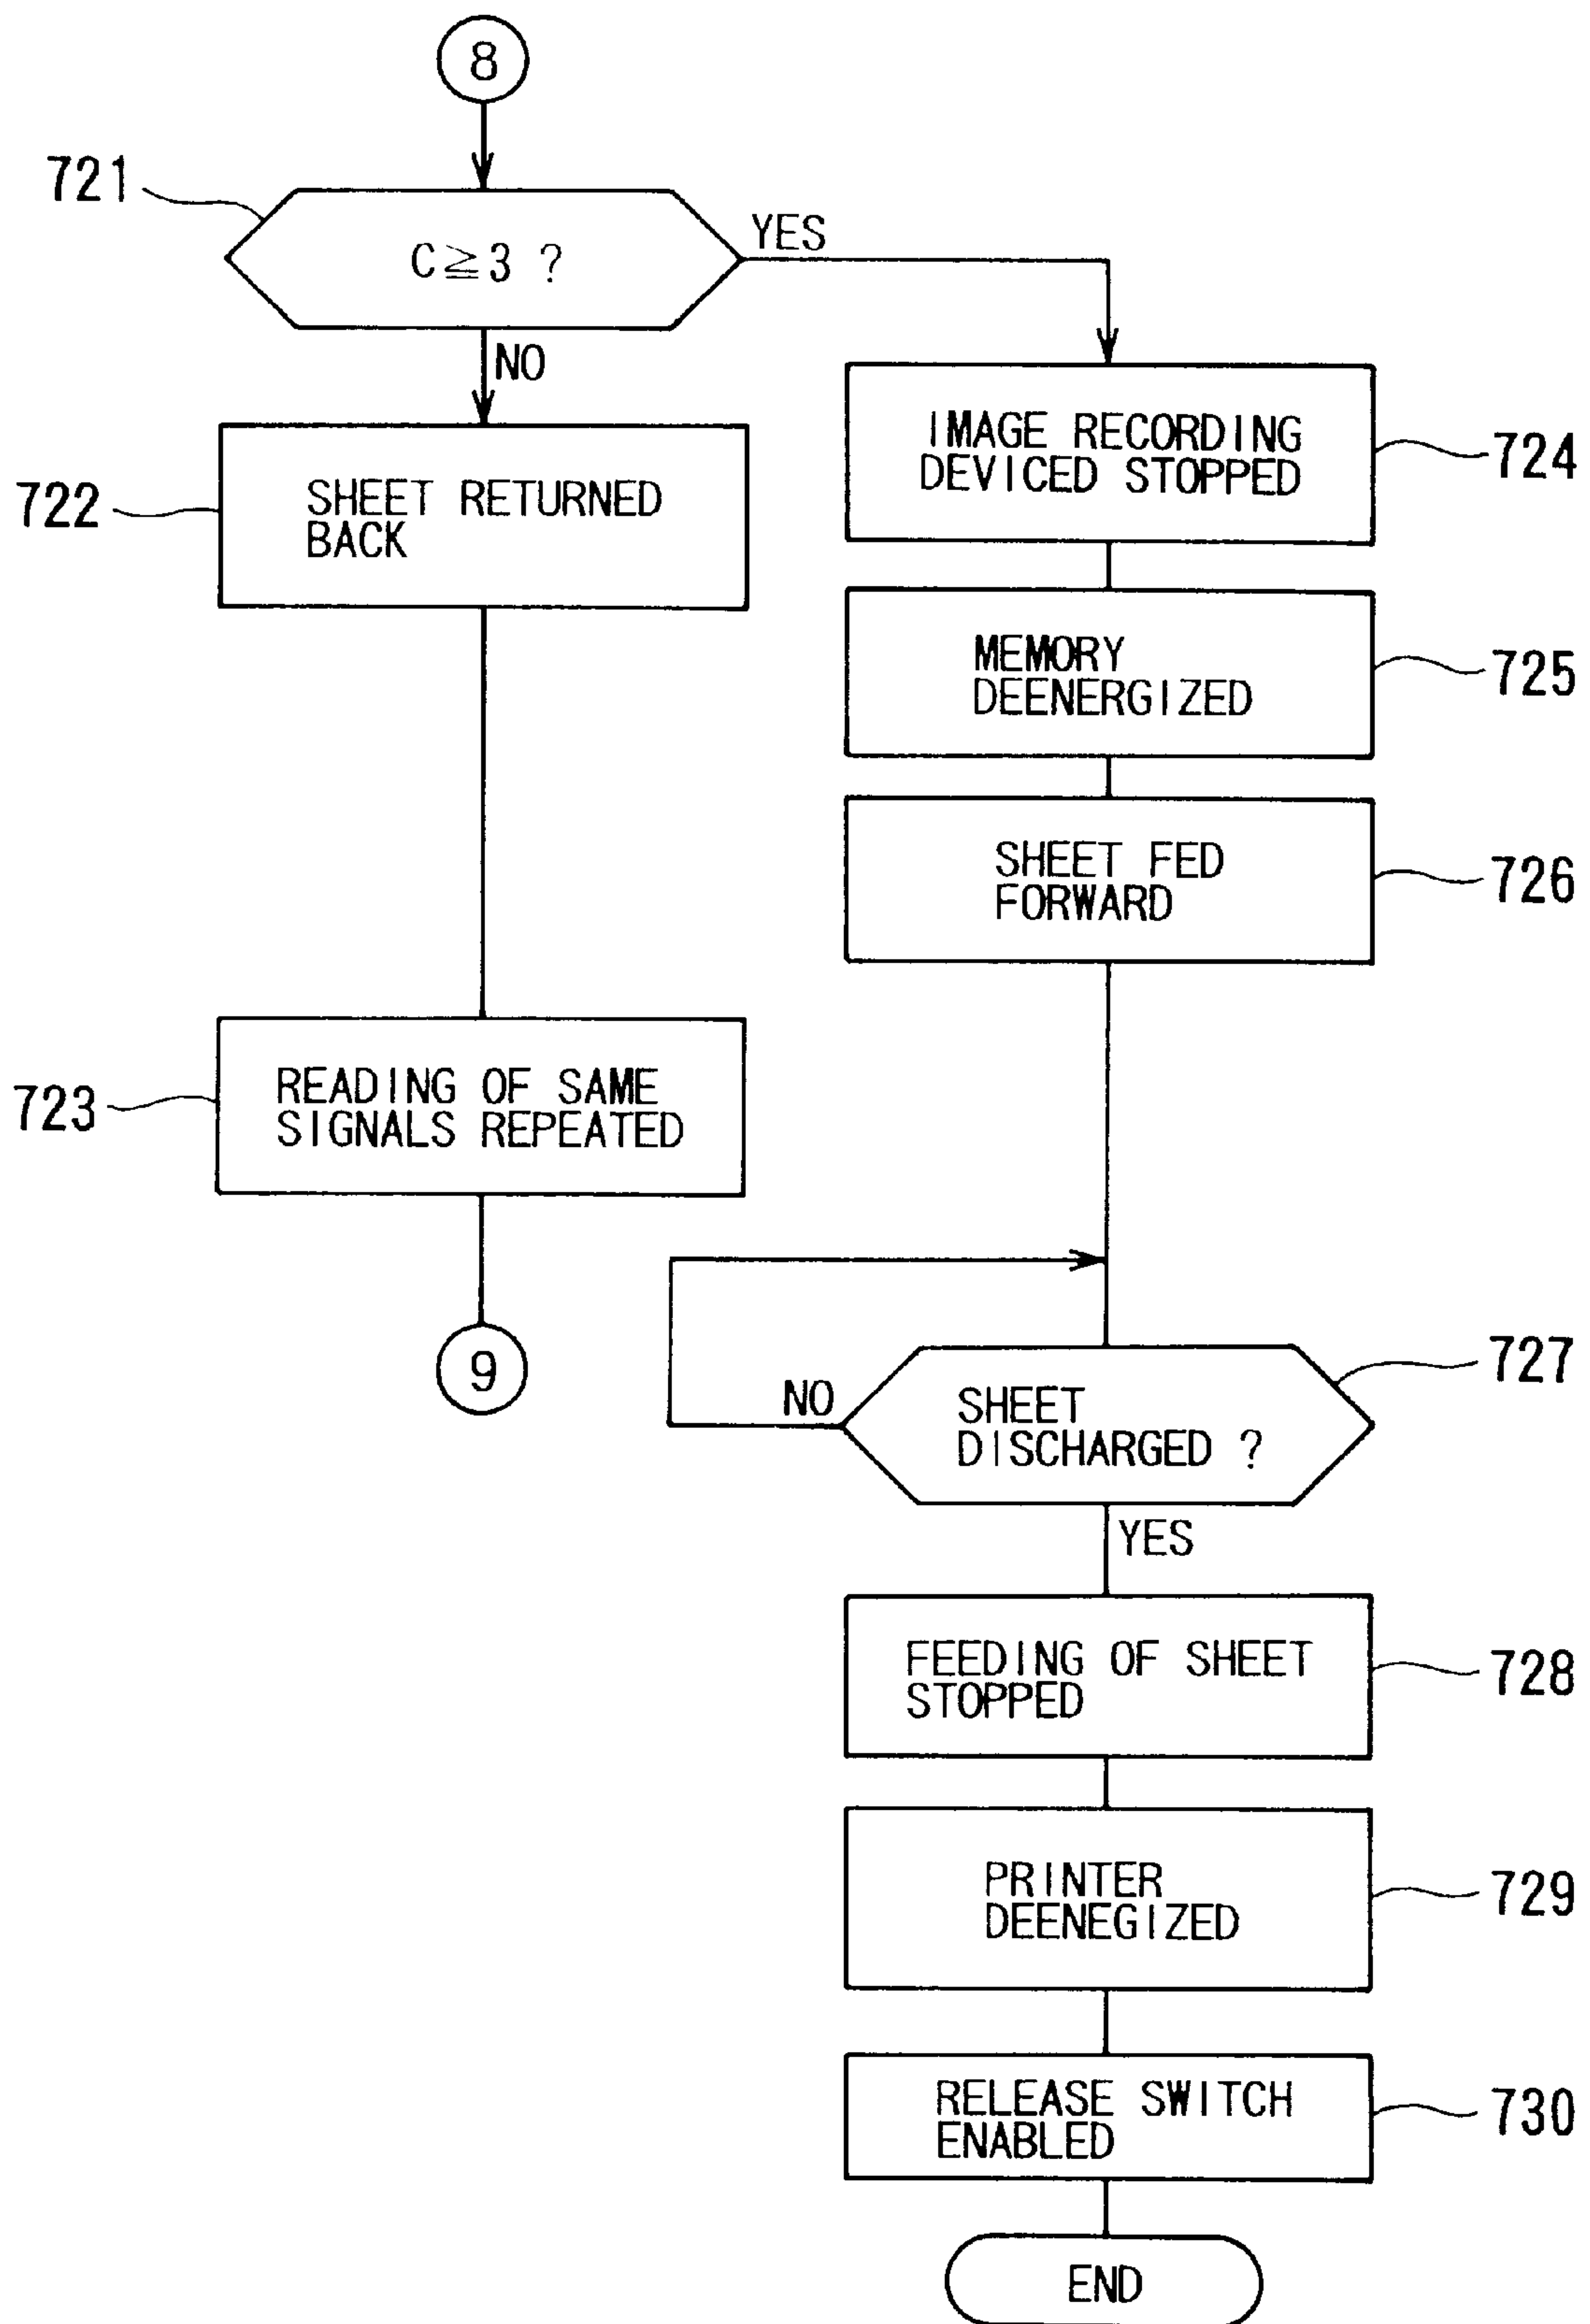 8
721
C≧3 ?
YES
NO
722
SHEET RETURNED
BACK
723
READING OF SAME
SIGNALS REPEATED
9
IMAGE RECORDING
DEVICED STOPPED
724
MEMORY
DEENERGIZED
725
SHEET FED
FORWARD
726
NO
SHEET
DISCHARGED ?
727
YES
FEEDING OF SHEET
STOPPED
728
PRINTER
DEENEGIZED
729
RELEASE SWITCH
ENABLED
730
END